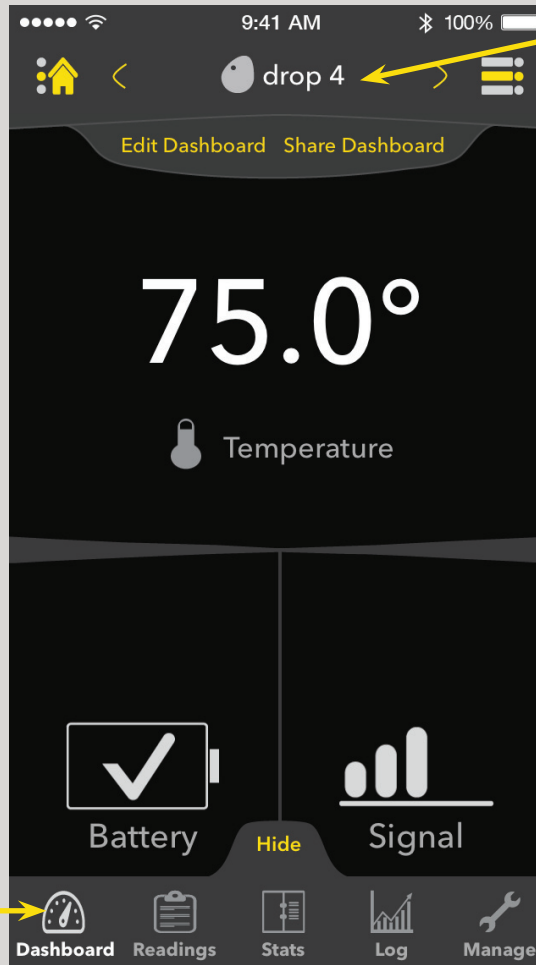 9:41 AM 100%
drop 4
Edit Dashboard Share Dashboard
75.0°
Temperature
Battery Signal
Hide
Dashboard Readings Stats Log Manage